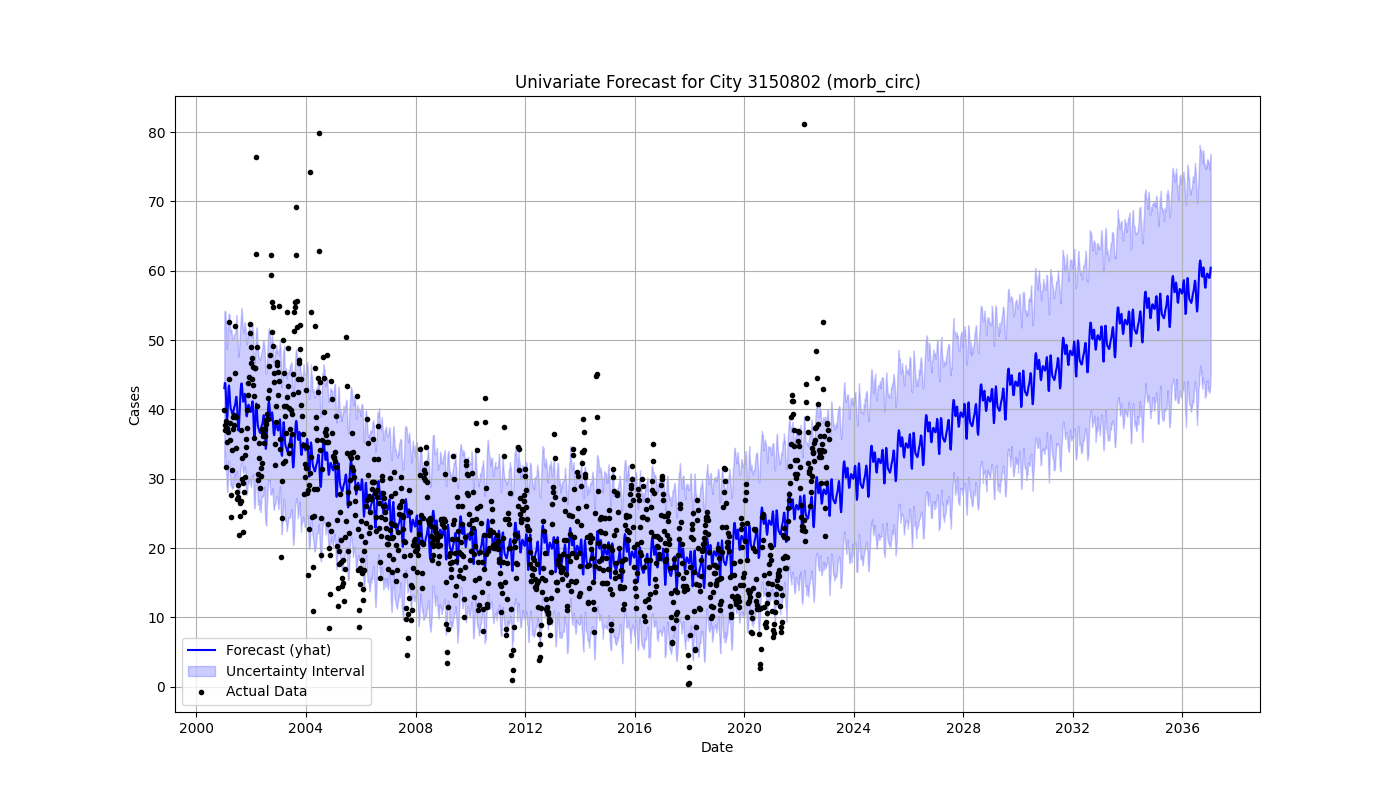 Univariate Forecast for City 3150802 (morb_circ)
80
70
60
50
40
30
20
10
0
Cases
Forecast (yhat)
Uncertainty Interval
Actual Data
2000 2004 2008 2012 2016 2020 2024 2028 2032 2036
Date